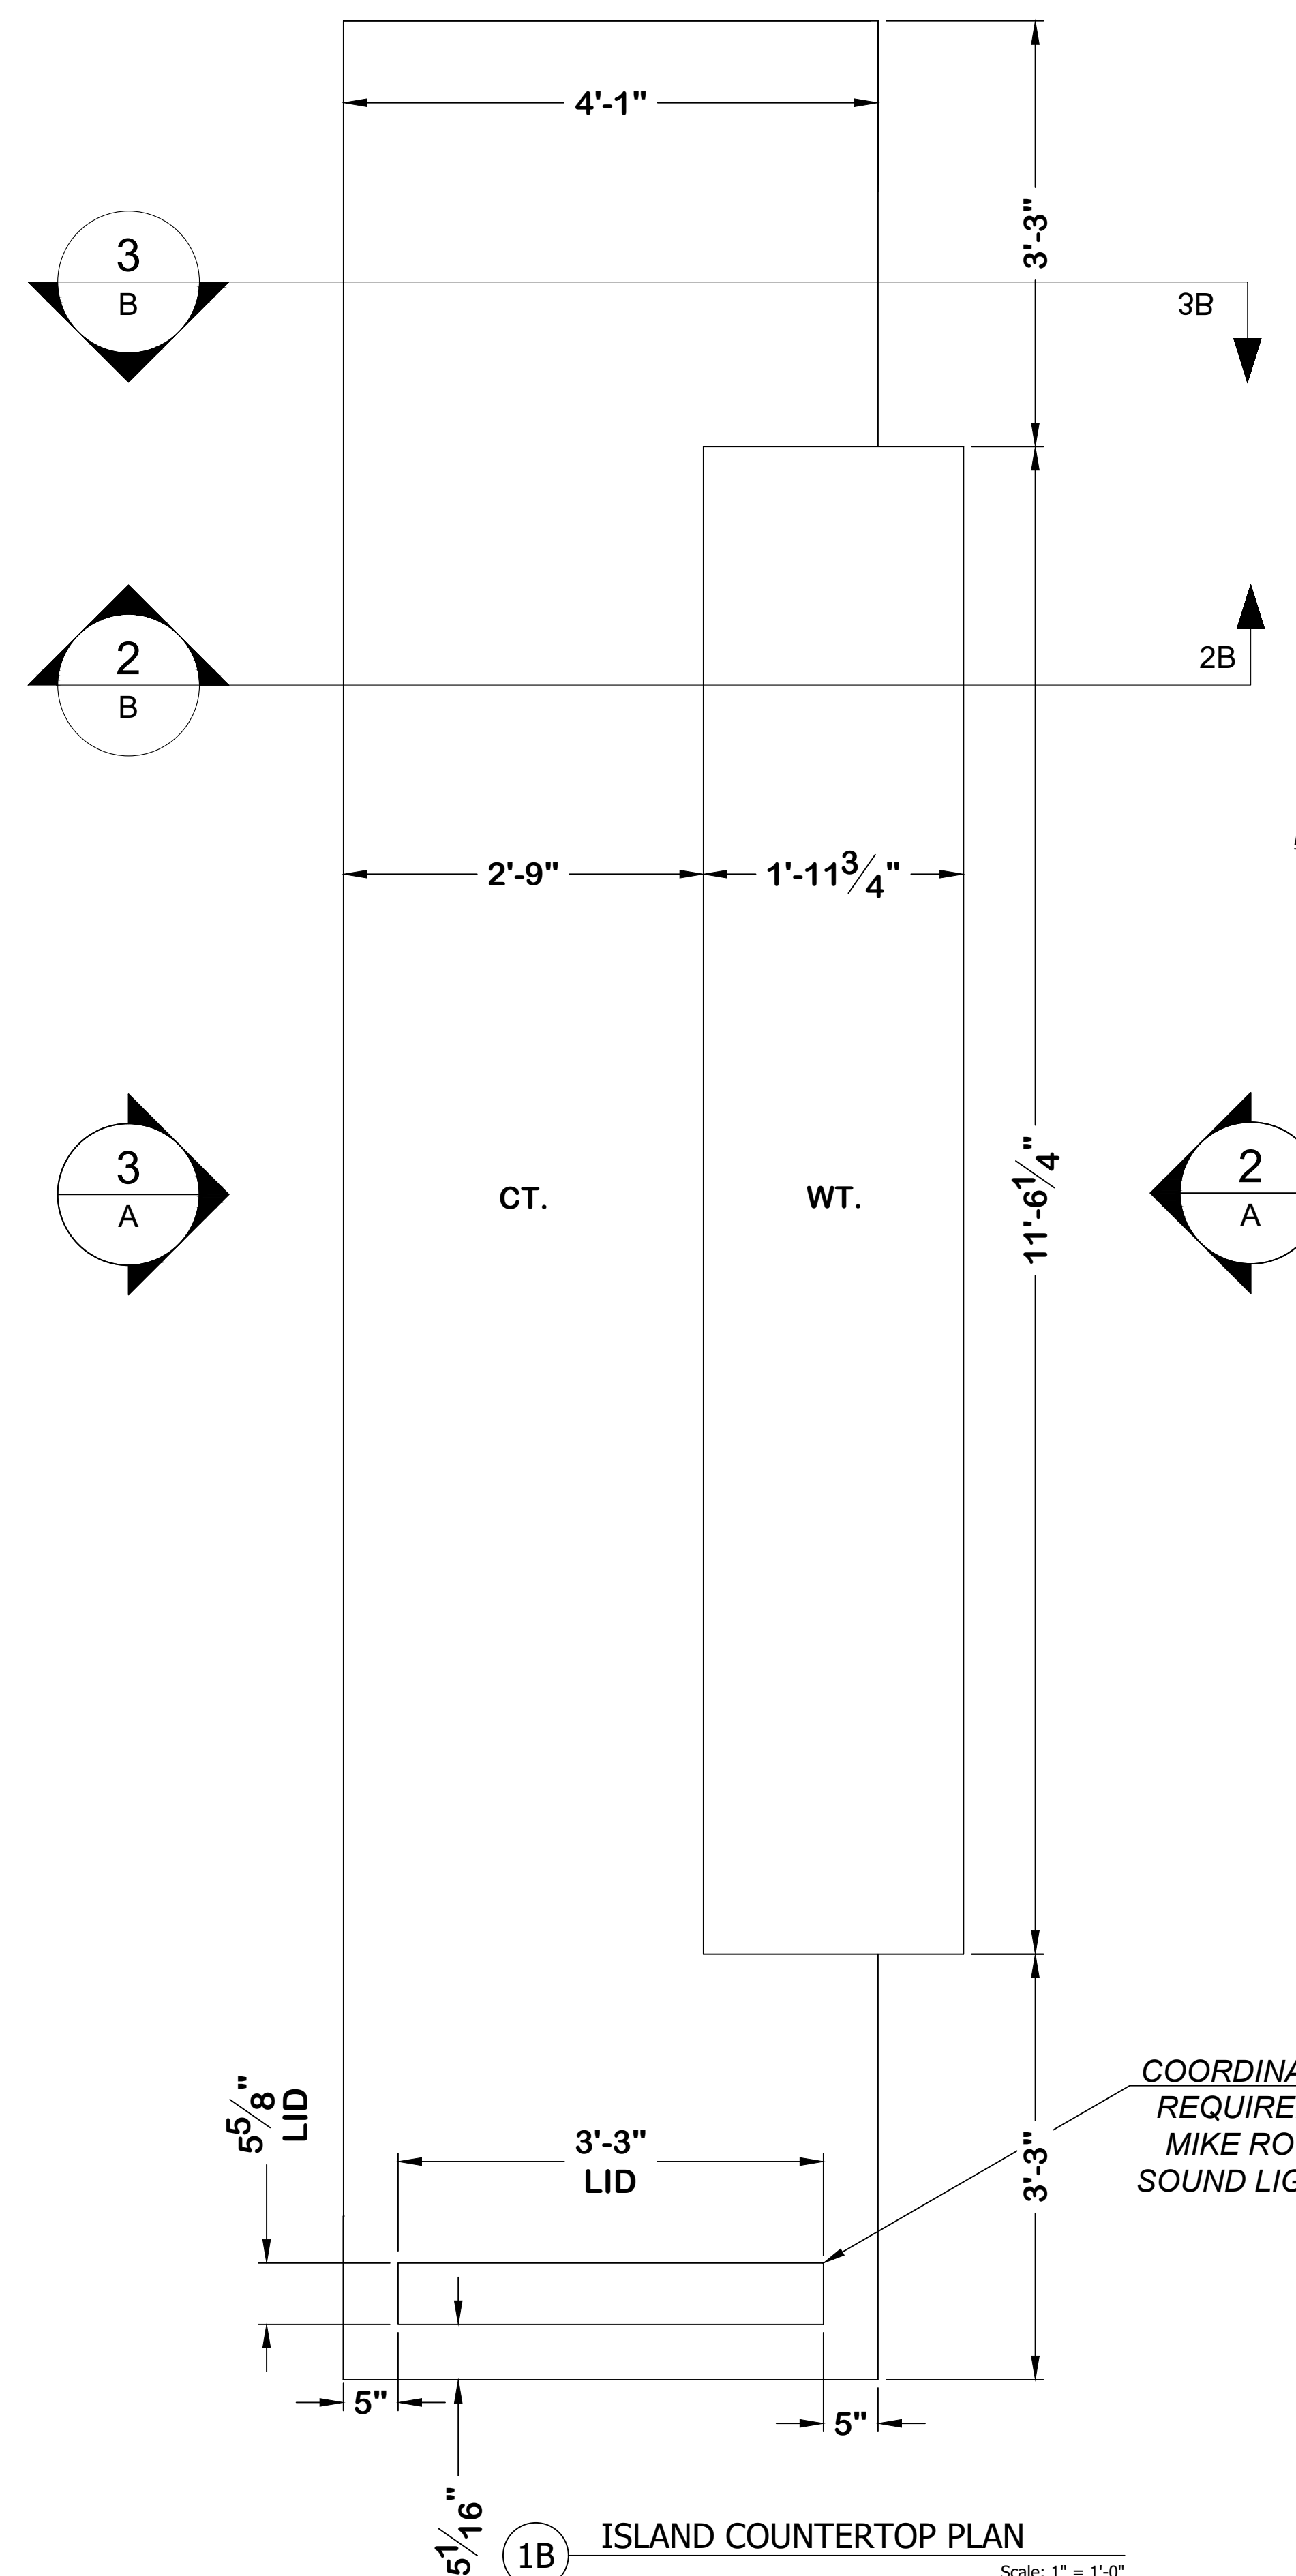 4'-1"
3'-3"
3
B
3B
2
B
2B
2'-9"
1'-11 3/4"
3
A
CT.
WT.
11'-6 1/4"
2
A
5 5/8"
LID
3'-3"
LID
3'-3"
REQUIRE
MIKE RO
5"
5"
5 1/16"
1B
ISLAND COUNTERTOP PLAN
Scale: 1" = 1'-0"
SOUND